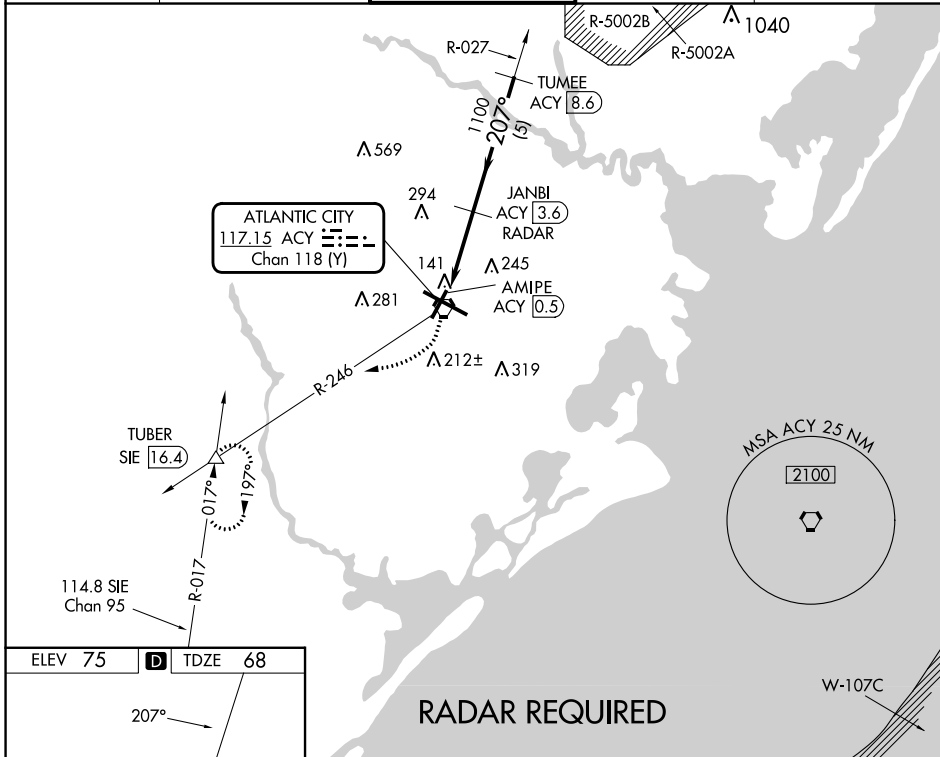 R-5002B
1040
R-5002A
R-027
TUMEE
ACY 8.6
1100
207°
(5)
569
294
JANBI
ACY 3.6
RADAR
ATLANTIC CITY
117.15 ACY
Chan 118 (Y)
141
245
AMIPE
ACY 0.5
281
212±
319
R-246
TUBER
SIE 16.4
017°
197°
R-017
114.8 SIE
Chan 95
MSA ACY 25 NM
2100
ELEV 75 D TDZE 68
207°
RADAR REQUIRED
W-107C